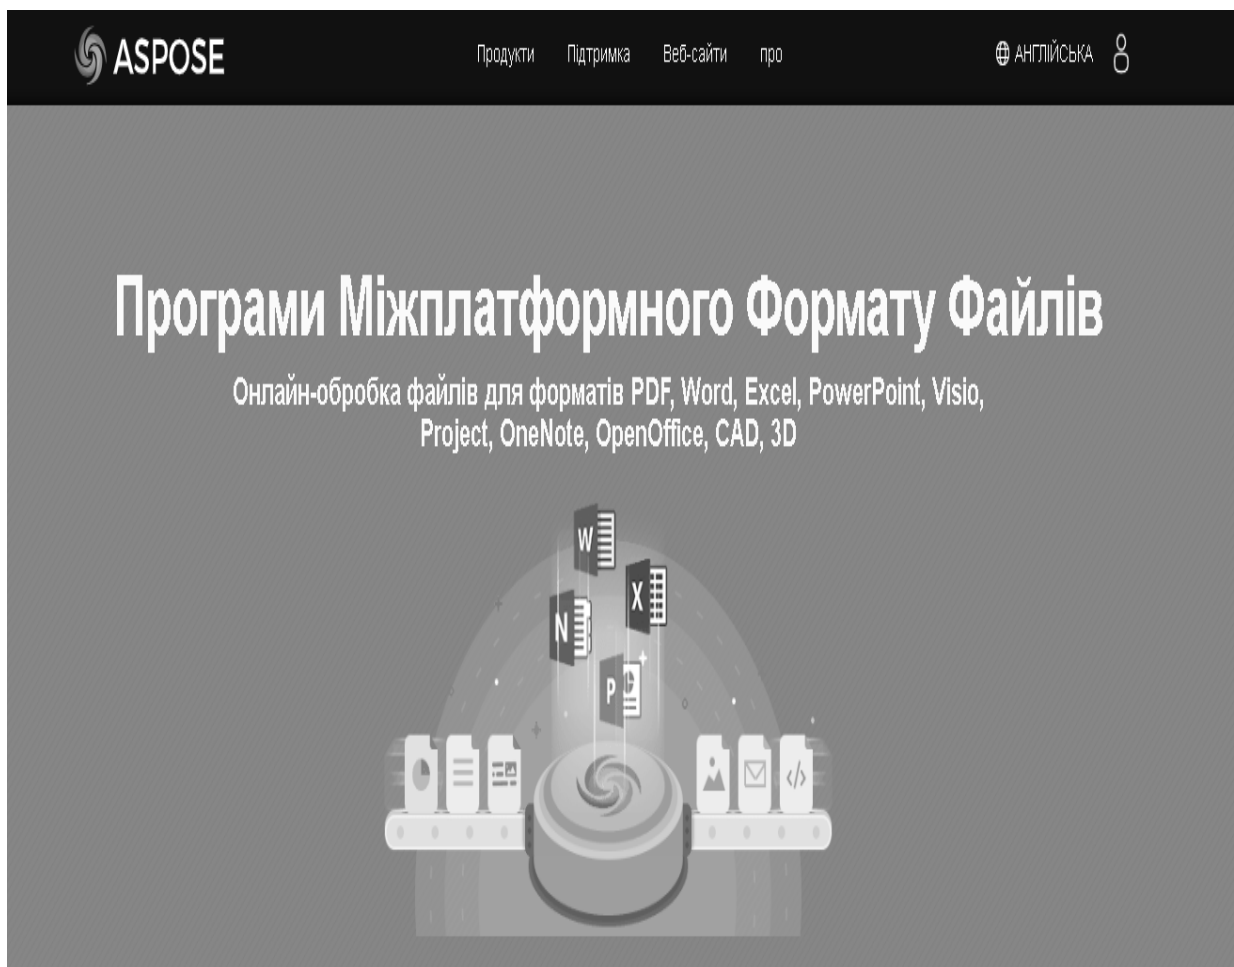 ASPOSE
Продукти Підтримка Веб-сайти про
АНГЛІЙСЬКА
Програми Міжплатформного Формату Файлів
Онлайн-обробка файлів для форматів PDF, Word, Excel, PowerPoint, Visio,
Project, OneNote, OpenOffice, CAD, 3D
W
X
N
P